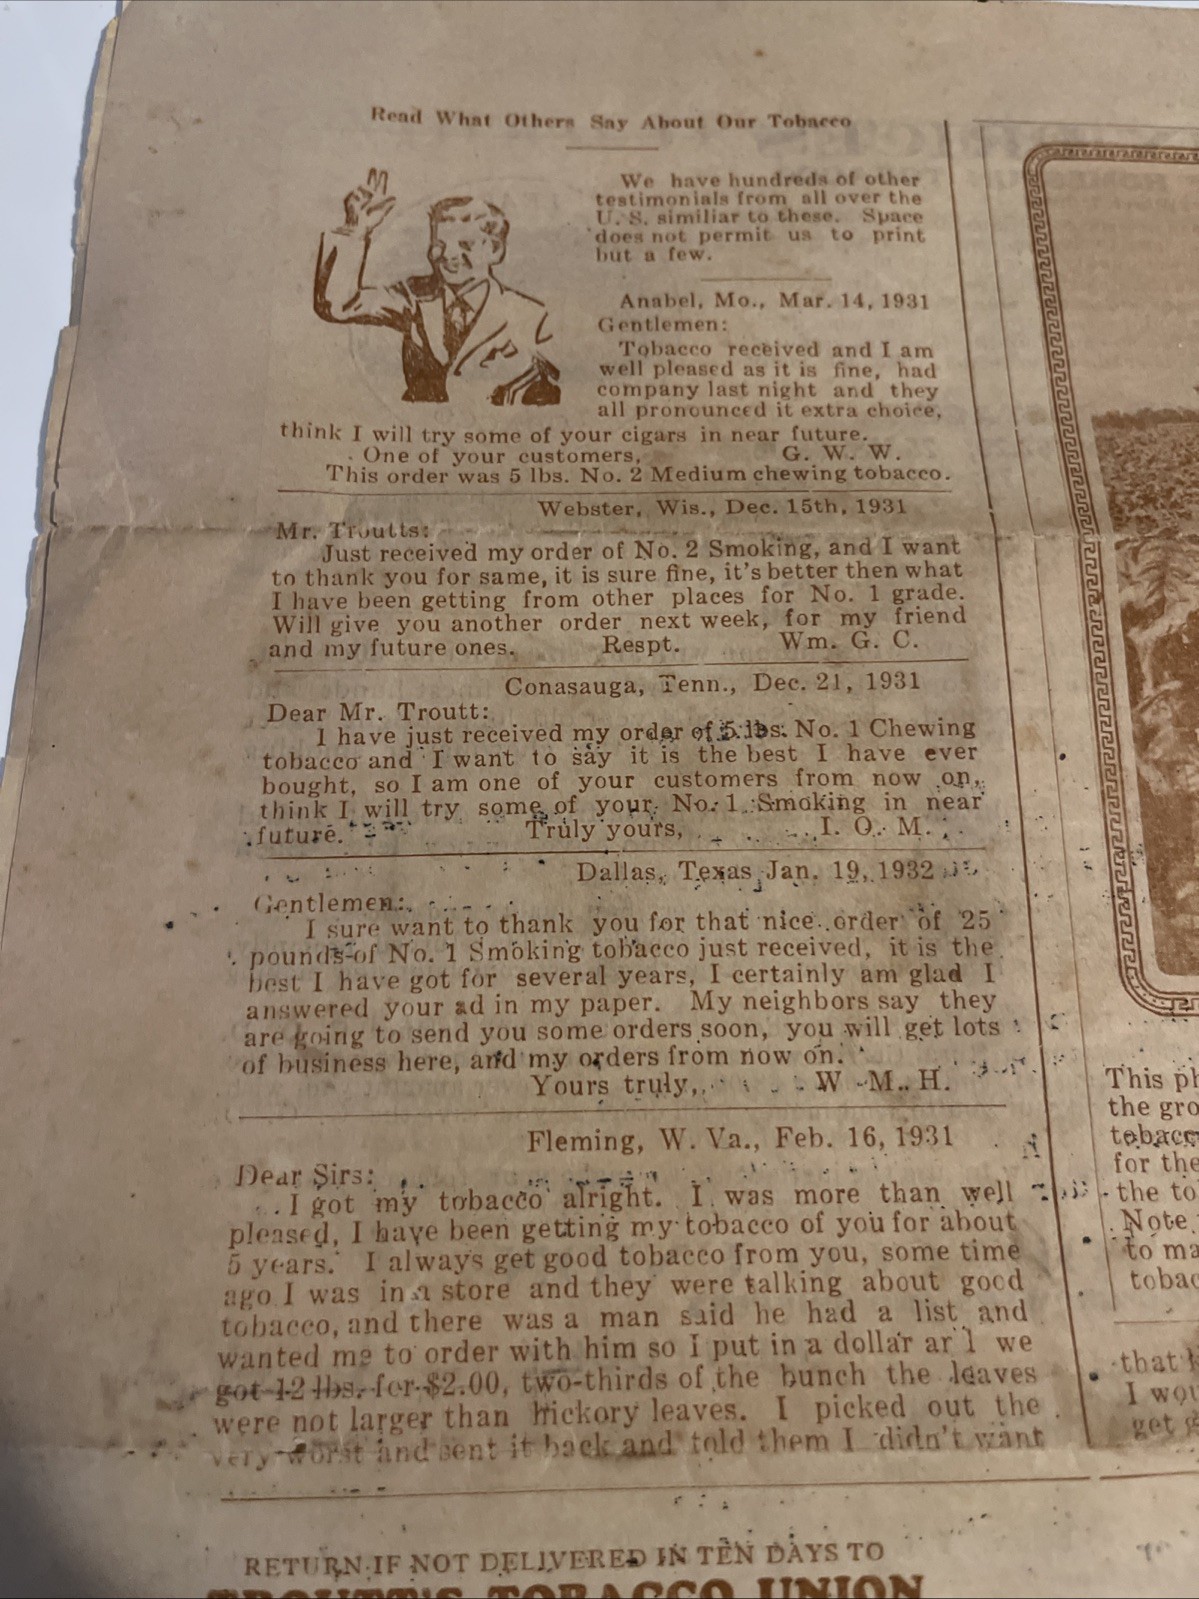 Read What Others Say About Our Tobacco
We have hundreds of other
testimonials from all over the
U. S. similiar to these. Space
does not permit us to print
but a few.
Anabel, Mo., Mar. 14, 1931
Gentlemen:
Tobacco received and I am
well pleased as it is fine, had
company last night and they
all pronounced it extra choice,
think I will try some of your cigars in near future.
One of your customers, G. W. W.
This order was 5 lbs. No. 2 Medium chewing tobacco.
Webster, Wis., Dec. 15th, 1931
Mr. Troutts:
Just received my order of No. 2 Smoking, and I want
to thank you for same, it is sure fine, it's better then what
I have been getting from other places for No. 1 grade.
Will give you another order next week, for my friend
and my future ones. Respt. Wm. G. C.
Conasauga, Tenn., Dec. 21, 1931
Dear Mr. Troutt:
I have just received my order of 5 lbs. No. 1 Chewing
tobacco and I want to say it is the best I have ever
bought, so I am one of your customers from now on,
think I will try some of your No. 1 Smoking in near
future. Truly yours, I. O. M.
Dallas, Texas, Jan. 19, 1932
Gentlemen:
I sure want to thank you for that nice order of 25
pounds of No. 1 Smoking tobacco just received, it is the
best I have got for several years, I certainly am glad I
answered your ad in my paper. My neighbors say they
are going to send you some orders soon, you will get lots
of business here, and my orders from now on.
Yours truly, W. M. H.
Fleming, W. Va., Feb. 16, 1931
Dear Sirs:
I got my tobacco alright. I was more than well
pleased, I have been getting my tobacco of you for about
5 years. I always get good tobacco from you, some time
ago I was in a store and they were talking about good
tobacco, and there was a man said he had a list and
wanted me to order with him so I put in a dollar and we
got 12 lbs. for $2.00, two-thirds of the bunch the leaves
were not larger than hickory leaves. I picked out the
very worst and sent it back and told them I didn't want
RETURN IF NOT DELIVERED IN TEN DAYS TO
TROUTT'S TOBACCO UNION
This ph
the gro
tobacc
for the
the to
Note
to ma
tobac
that
I wou
get